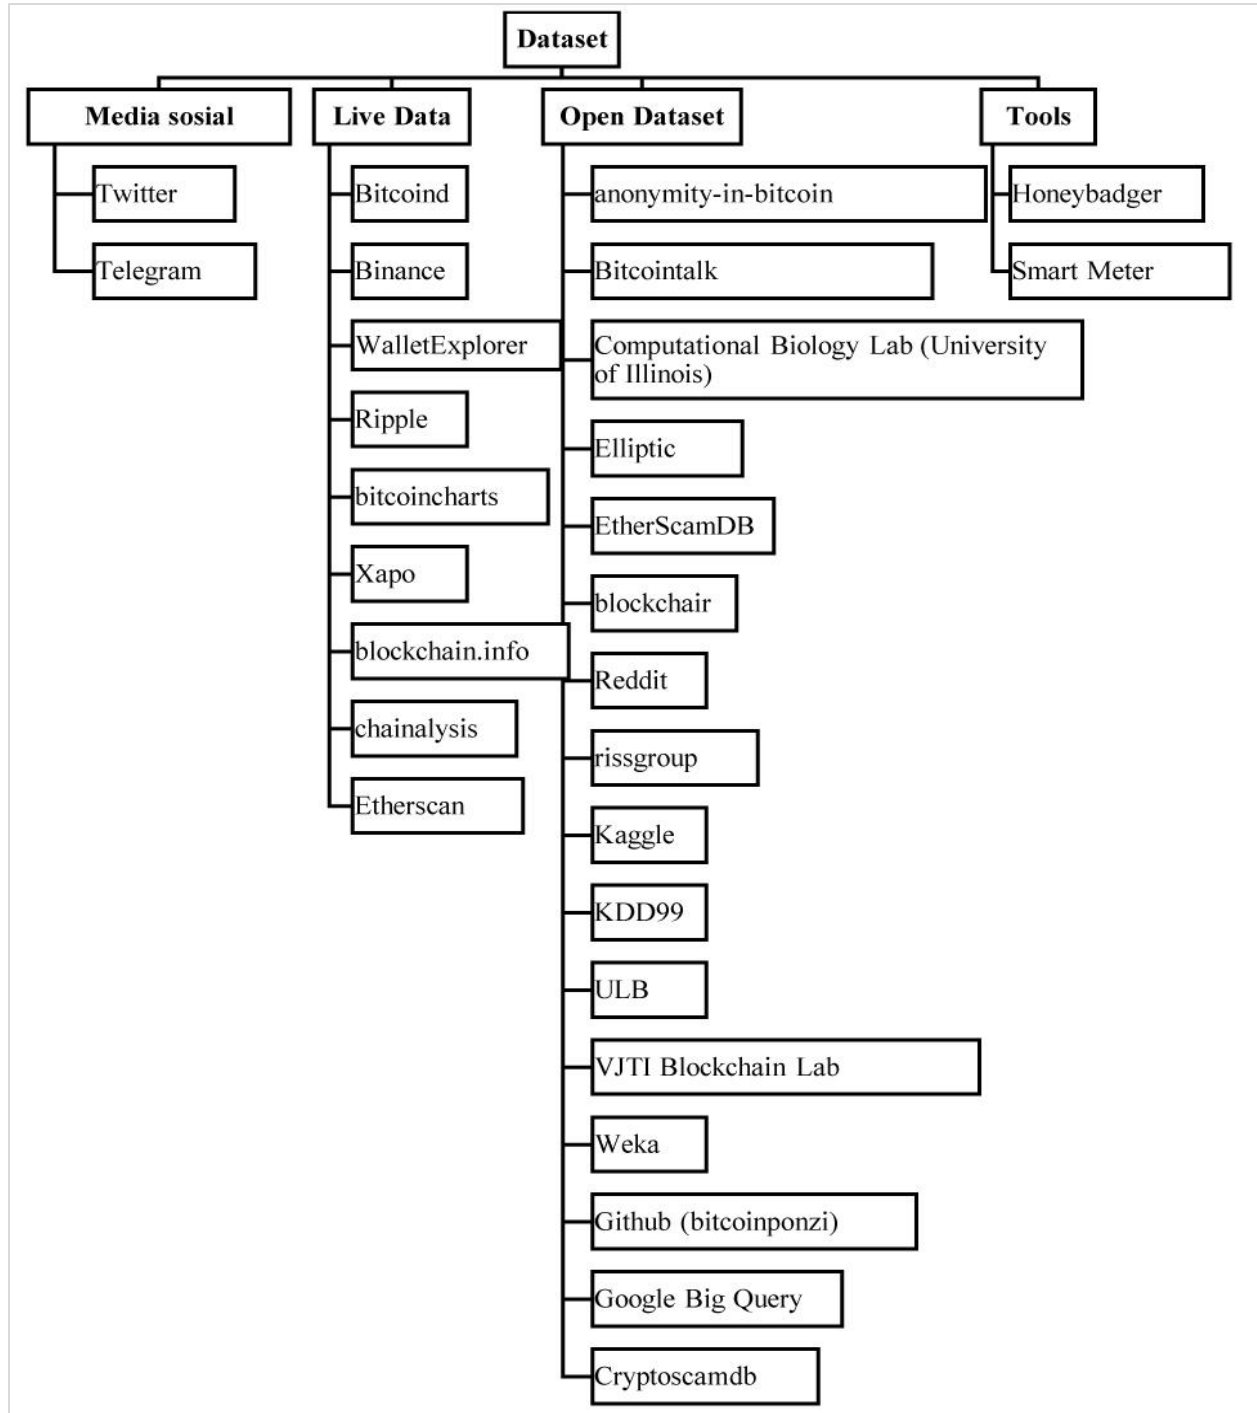 Dataset
Media sosial
Twitter
Telegram
Live Data
Bitcoind
Binance
WalletExplorer
Ripple
bitcoincharts
Xapo
blockchain.info
chainalysis
Etherscan
Open Dataset
anonymity-in-bitcoin
Bitcointalk
Computational Biology Lab (University
of Illinois)
Elliptic
EtherScamDB
blockchair
Reddit
rissgroup
Kaggle
KDD99
ULB
VJTI Blockchain Lab
Weka
Github (bitcoinponzi)
Google Big Query
Cryptoscamdb
Tools
Honeybadger
Smart Meter